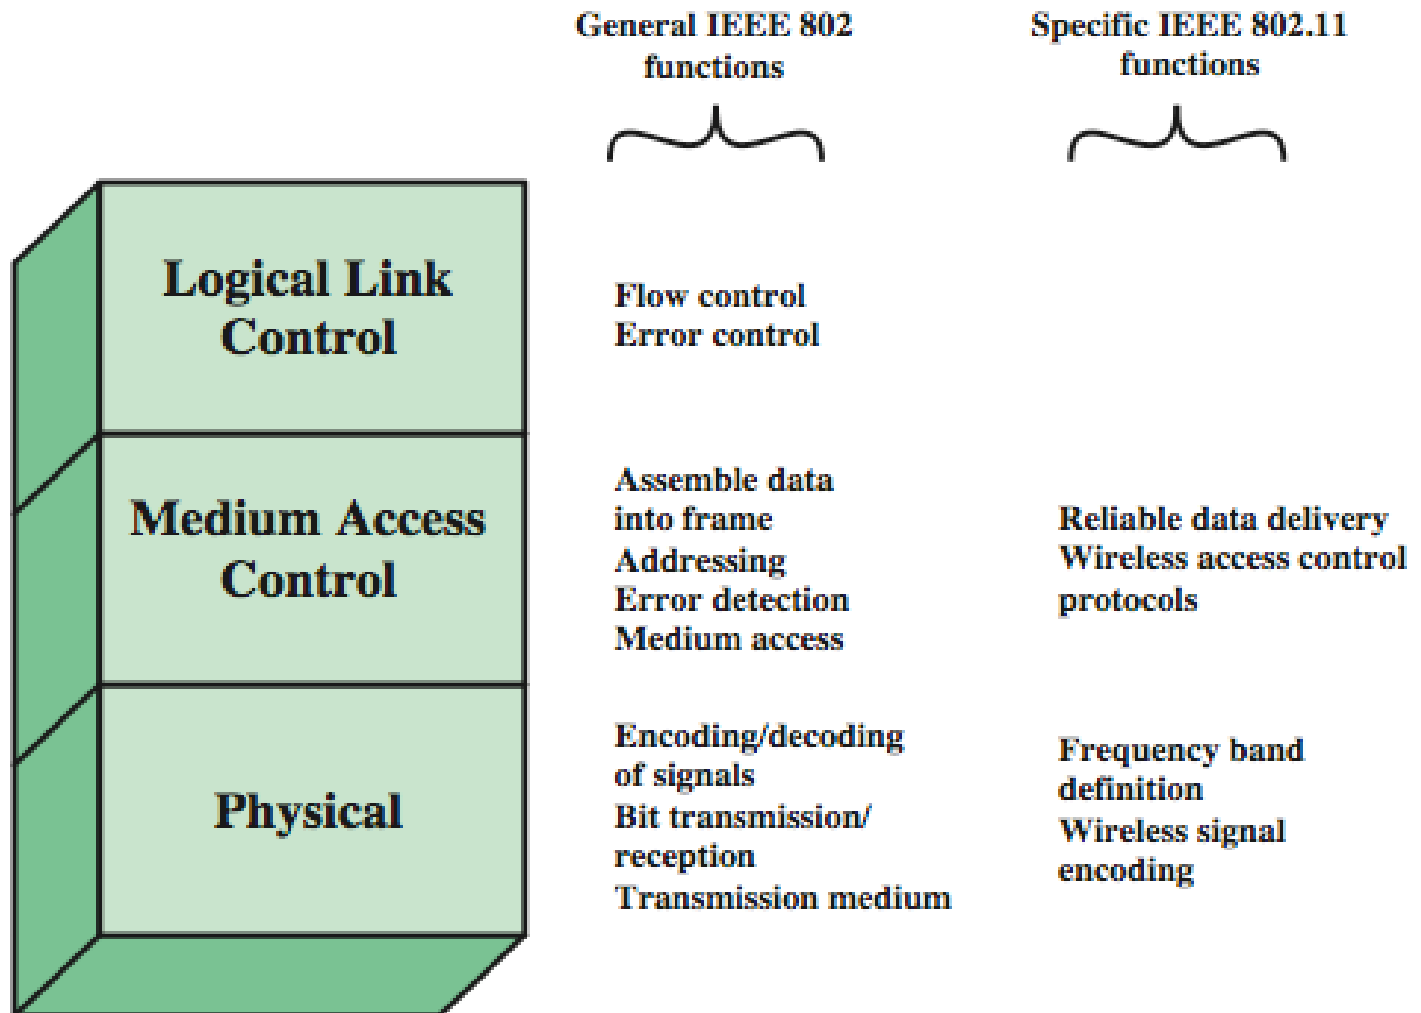 General IEEE 802
functions
Specific IEEE 802.11
functions
Logical Link
Control
Flow control
Error control
Medium Access
Control
Assemble data
into frame
Addressing
Error detection
Medium access
Reliable data delivery
Wireless access control
protocols
Physical
Encoding/decoding
of signals
Bit transmission/
reception
Transmission medium
Frequency band
definition
Wireless signal
encoding